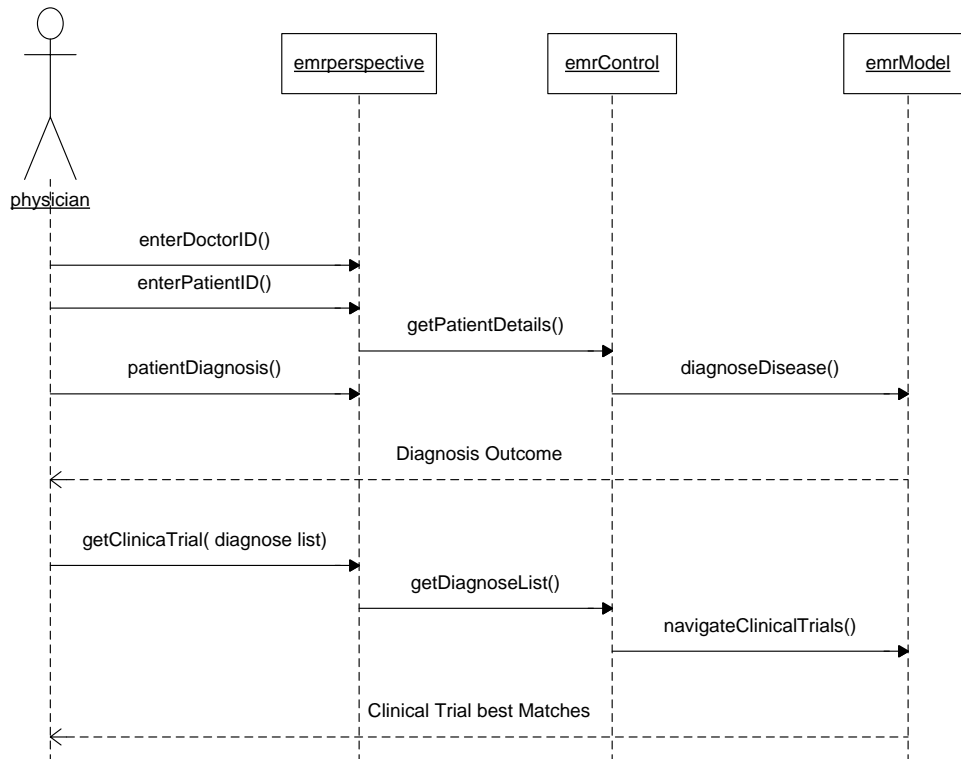 emrperspective
emrControl
emrModel
physician
enterDoctorID()
enterPatientID()
getPatientDetails()
patientDiagnosis()
diagnoseDisease()
Diagnosis Outcome
getClinicaTrial( diagnose list)
getDiagnoseList()
navigateClinicalTrials()
Clinical Trial best Matches